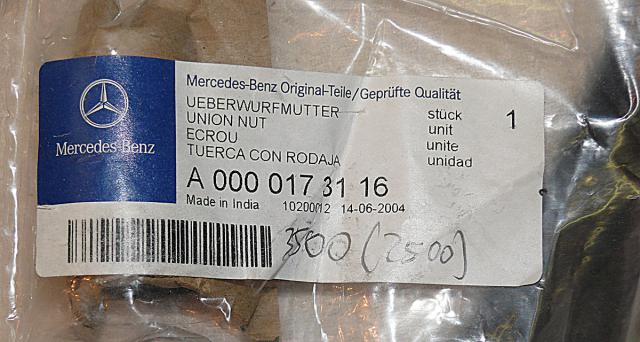 Mercedes-Benz
Mercedes-Benz Original-Teile/Geprüfte Qualität
UEBERWURFMUTTER
UNION NUT
ECROU
TUERCA CON RODAJA
stück 1
unit
unite
unidad
A 000 017 31 16
Made in India 10200012 14-06-2004
3500 (2500)